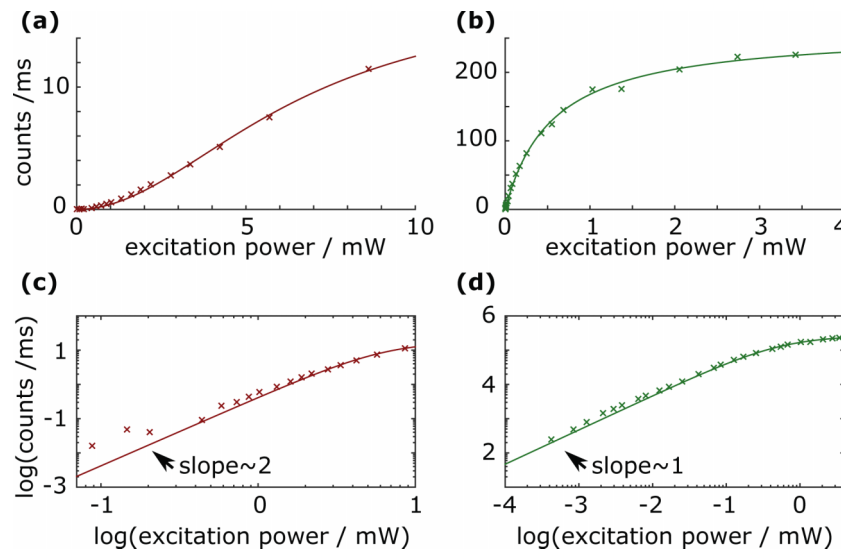 (a)
counts /ms
10
0
0
5
10
excitation power / mW
(b)
200
100
0
0
1
2
3
4
excitation power / mW
(c)
log(counts /ms)
1
-1
-3
slope~2
-1
0
1
log(excitation power / mW)
(d)
6
4
2
slope~1
-4
-3
-2
-1
0
log(excitation power / mW)